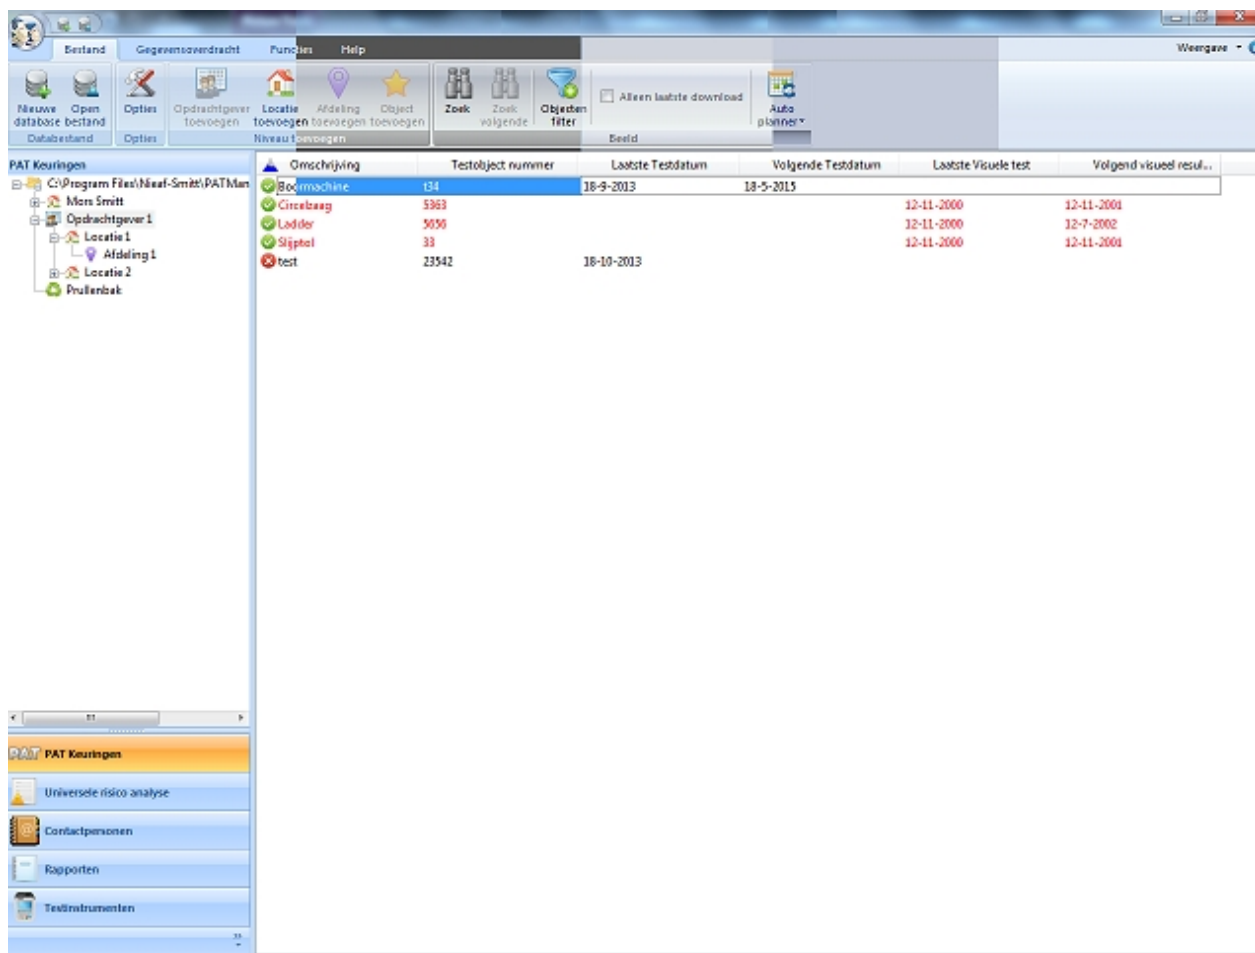 Bestand Gegevensoverdracht Functies Help Weergave
Nieuwe database Open bestand Opties Opdrachtgever toevoegen Locatie toevoegen Afdeling toevoegen Object toevoegen Zoek Zoek volgende Objecten filter Alleen laatste download Auto planner
Databestand Opties Niveau toevoegen Beeld
PAT Keuringen
C:\Program Files\Nieaf-Smitt\PATMan
Mors Smitt
Opdrachtgever 1
Locatie 1
Afdeling 1
Locatie 2
Prullenbak
Omschrijving Testobject nummer Laatste Testdatum Volgende Testdatum Laatste Visuele test Volgend visueel resul...
Boormachine t34 18-9-2013 18-5-2015
Circelzaag 5363 12-11-2000 12-11-2001
Ladder 5656 12-11-2000 12-7-2002
Slijptol 33 12-11-2000 12-11-2001
test 23542 18-10-2013
PAT PAT Keuringen
Universele risico analyse
Contactpersonen
Rapporten
Testinstrumenten